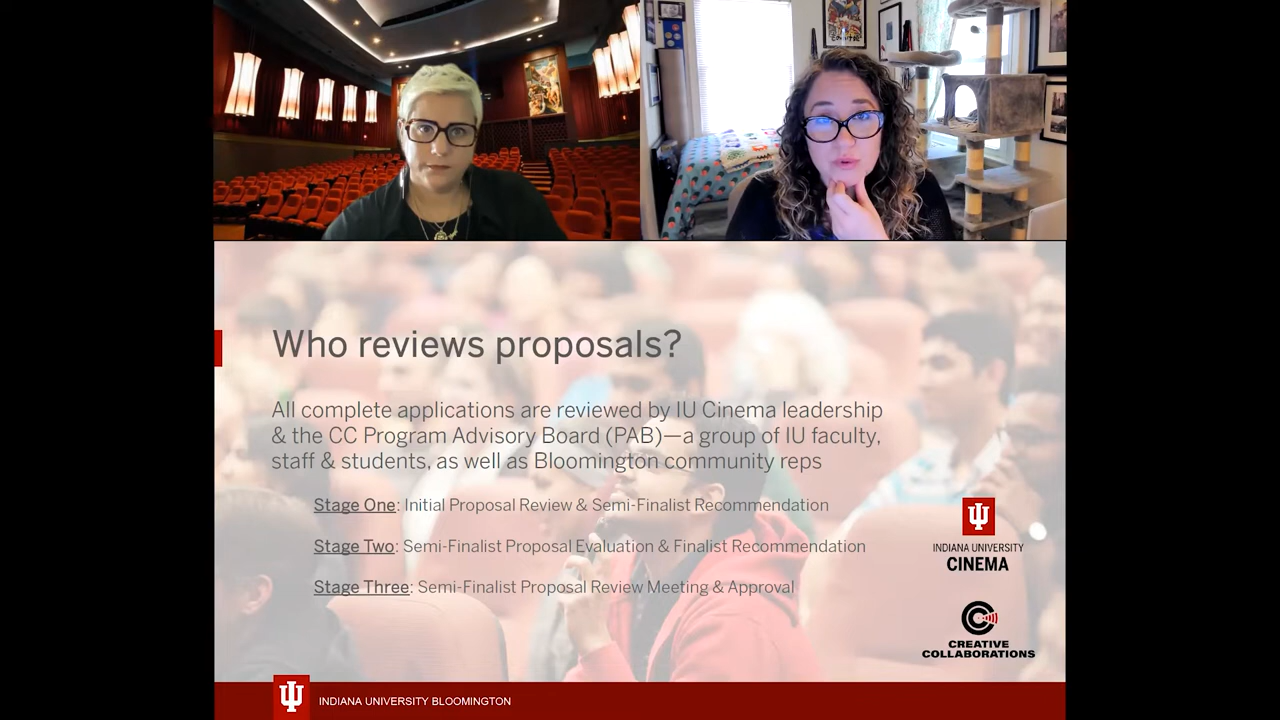 Who reviews proposals?
All complete applications are reviewed by IU Cinema leadership
& the CC Program Advisory Board (PAB)—a group of IU faculty,
staff & students, as well as Bloomington community reps
Stage One: Initial Proposal Review & Semi-Finalist Recommendation
Stage Two: Semi-Finalist Proposal Evaluation & Finalist Recommendation
Stage Three: Semi-Finalist Proposal Review Meeting & Approval
INDIANA UNIVERSITY
CINEMA
CREATIVE
COLLABORATIONS
INDIANA UNIVERSITY BLOOMINGTON